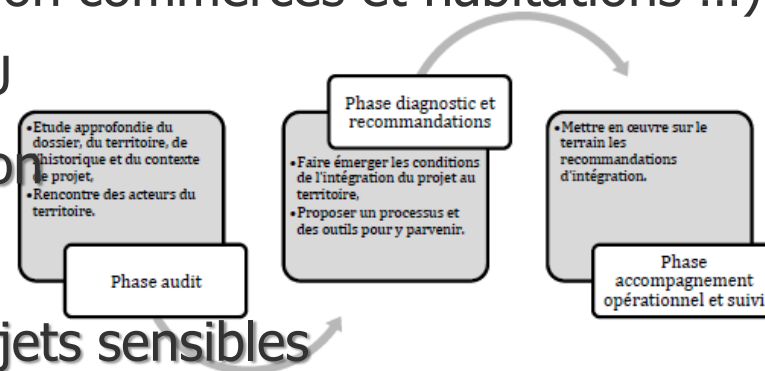 on commerces et habitations ...)
U
on
jets sensibles
•Etude approfondie du
dossier, du territoire, de
l'historique et du contexte
de projet,
•Rencontre des acteurs du
territoire.
Phase audit
Phase diagnostic et
recommandations
•Faire émerger les conditions
de l'intégration du projet au
territoire,
•Proposer un processus et
des outils pour y parvenir.
•Mettre en œuvre sur le
terrain les
recommandations
d'intégration.
Phase
accompagnement
opérationnel et suivi